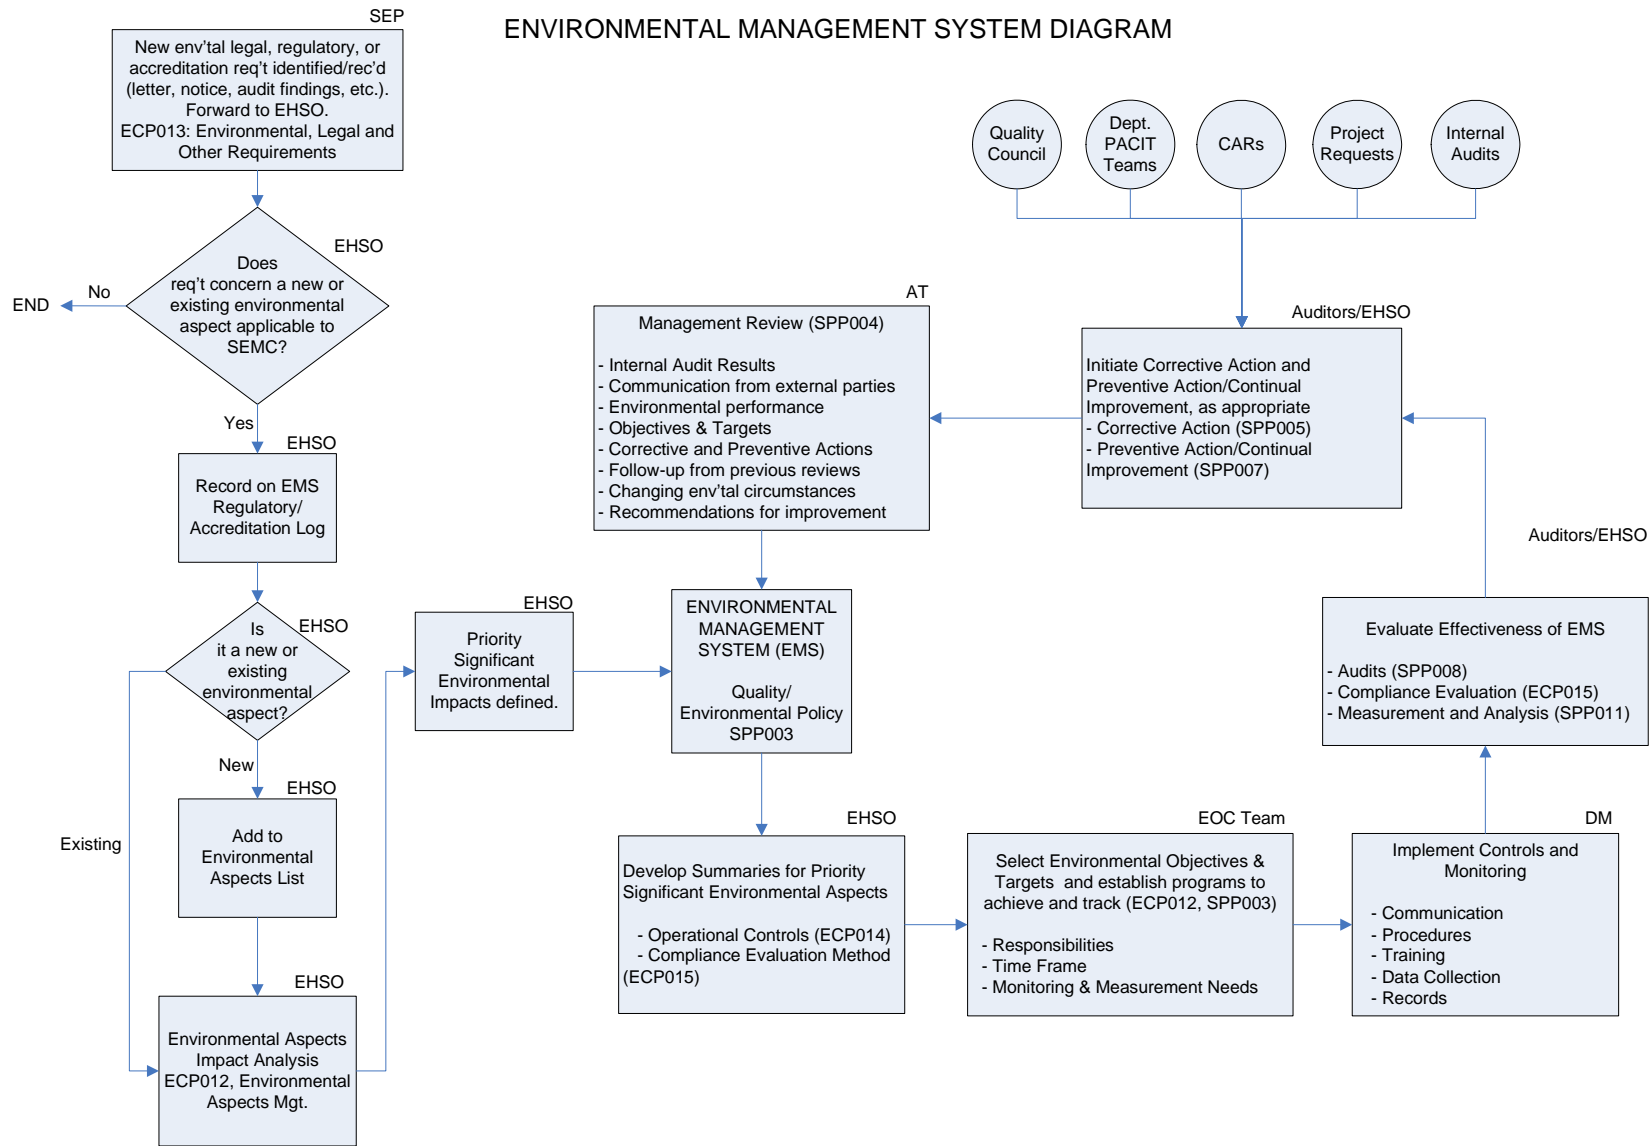 ENVIRONMENTAL MANAGEMENT SYSTEM DIAGRAM
SEP
New env'tal legal, regulatory, or
accreditation req't identified/rec'd
(letter, notice, audit findings, etc.).
Forward to EHSO.
ECP013: Environmental, Legal and
Other Requirements
EHSO
Does
req't concern a new or
existing environmental
aspect applicable to
SEMC?
No
END
Yes
EHSO
Record on EMS
Regulatory/
Accreditation Log
EHSO
Is
it a new or
existing
environmental
aspect?
New
Existing
EHSO
Add to
Environmental
Aspects List
EHSO
Environmental Aspects
Impact Analysis
ECP012, Environmental
Aspects Mgt.
EHSO
Priority
Significant
Environmental
Impacts defined.
Quality
Council
Dept.
PACIT
Teams
CARs
Project
Requests
Internal
Audits
AT
Management Review (SPP004)
- Internal Audit Results
- Communication from external parties
- Environmental performance
- Objectives & Targets
- Corrective and Preventive Actions
- Follow-up from previous reviews
- Changing env'tal circumstances
- Recommendations for improvement
Auditors/EHSO
Initiate Corrective Action and
Preventive Action/Continual
Improvement, as appropriate
- Corrective Action (SPP005)
- Preventive Action/Continual
Improvement (SPP007)
ENVIRONMENTAL
MANAGEMENT
SYSTEM (EMS)
Quality/
Environmental Policy
SPP003
Auditors/EHSO
Evaluate Effectiveness of EMS
- Audits (SPP008)
- Compliance Evaluation (ECP015)
- Measurement and Analysis (SPP011)
EHSO
Develop Summaries for Priority
Significant Environmental Aspects
- Operational Controls (ECP014)
- Compliance Evaluation Method
(ECP015)
EOC Team
Select Environmental Objectives &
Targets and establish programs to
achieve and track (ECP012, SPP003)
- Responsibilities
- Time Frame
- Monitoring & Measurement Needs
DM
Implement Controls and
Monitoring
- Communication
- Procedures
- Training
- Data Collection
- Records